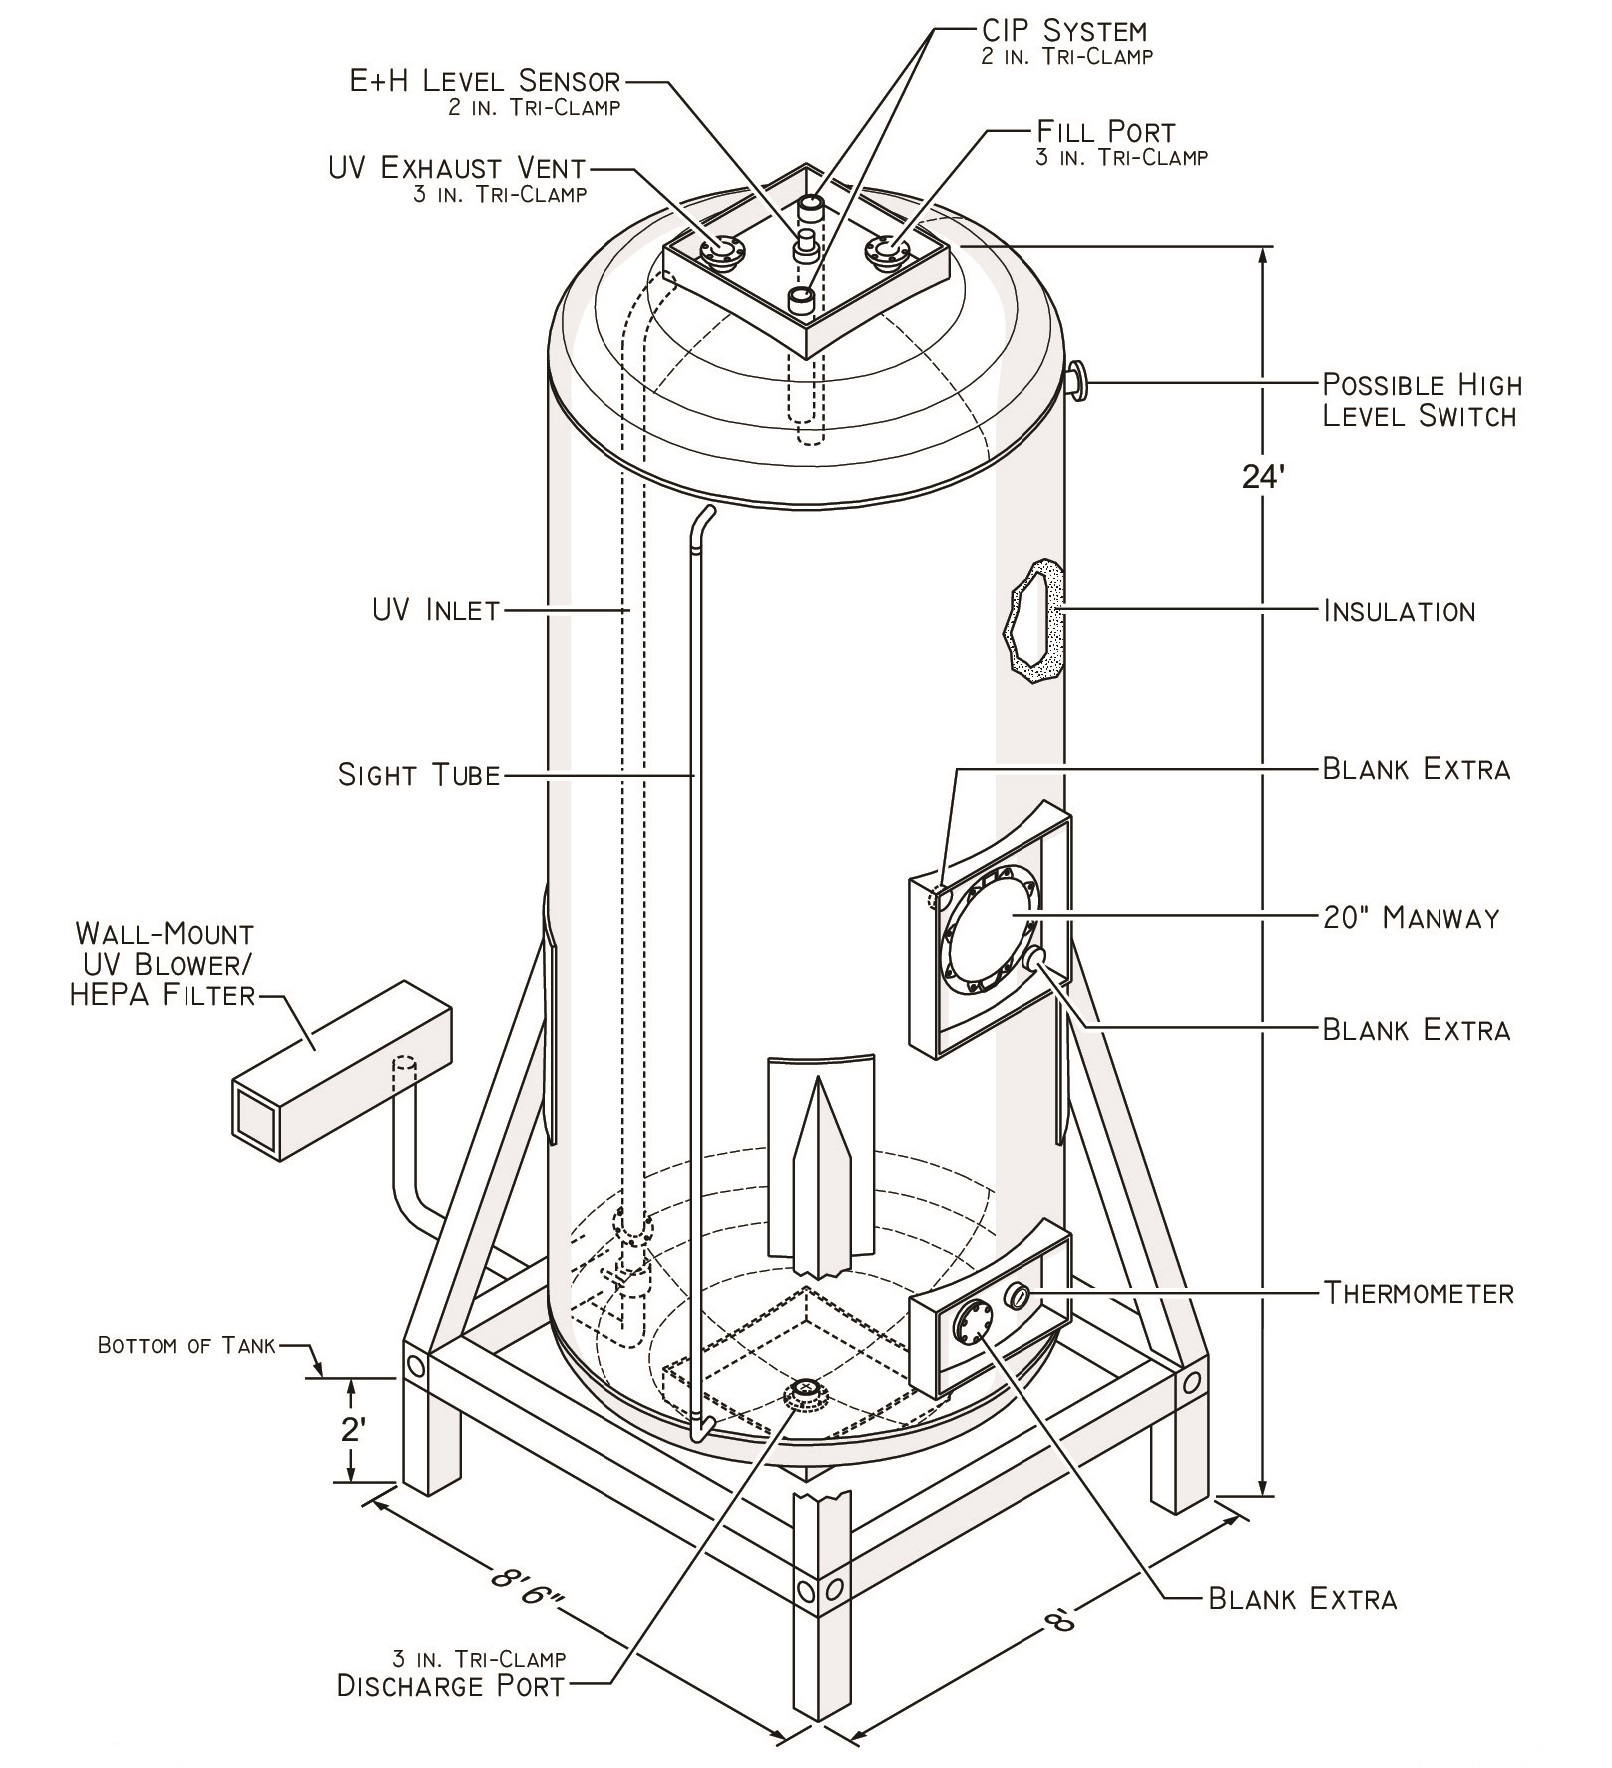 CIP System
2 in. Tri-Clamp
E+H Level Sensor
2 in. Tri-Clamp
Fill Port
3 in. Tri-Clamp
UV Exhaust Vent
3 in. Tri-Clamp
Possible High
Level Switch
24'
UV Inlet
Insulation
Sight Tube
Blank Extra
20" Manway
Wall-Mount
UV Blower/
HEPA Filter
Blank Extra
Thermometer
Bottom of Tank
2'
8'6"
8'
Blank Extra
3 in. Tri-Clamp
Discharge Port